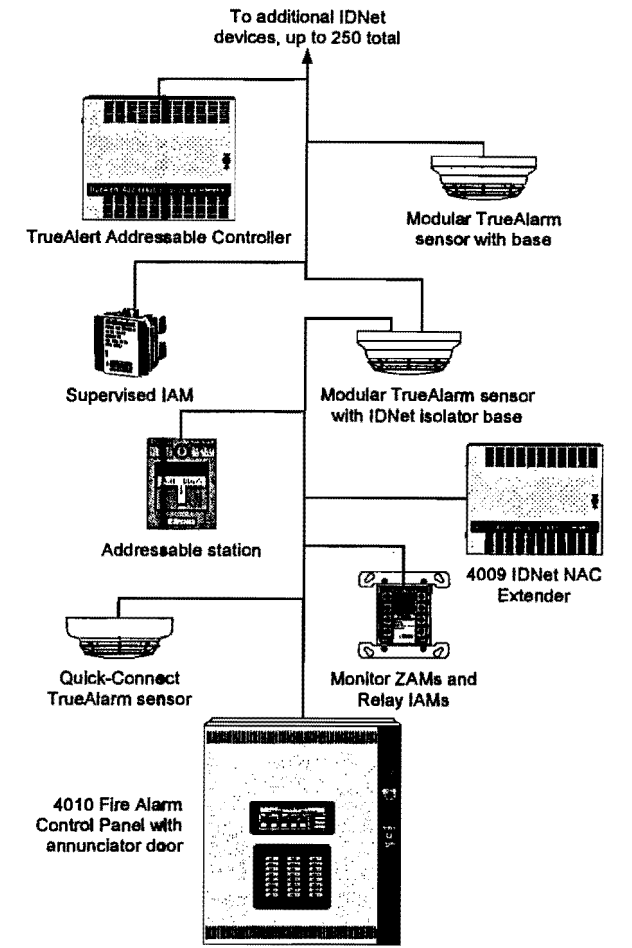 To additional IDNet
devices, up to 250 total
TrueAlert Addressable Controller
Modular TrueAlarm
sensor with base
Supervised IAM
Modular TrueAlarm sensor
with IDNet isolator base
Addressable station
4009 IDNet NAC
Extender
Quick-Connect
TrueAlarm sensor
Monitor ZAMs and
Relay IAMs
4010 Fire Alarm
Control Panel with
annunciator door